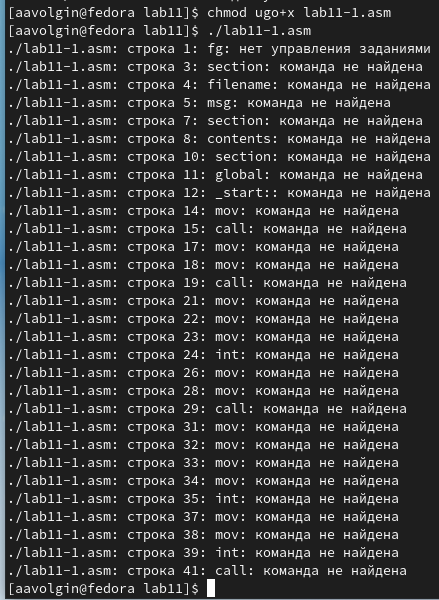 [aavolgin@fedora lab11]$ chmod ugo+x lab11-1.asm
[aavolgin@fedora lab11]$ ./lab11-1.asm
./lab11-1.asm: строка 1: fg: нет управления заданиями
./lab11-1.asm: строка 3: section: команда не найдена
./lab11-1.asm: строка 4: filename: команда не найдена
./lab11-1.asm: строка 5: msg: команда не найдена
./lab11-1.asm: строка 7: section: команда не найдена
./lab11-1.asm: строка 8: contents: команда не найдена
./lab11-1.asm: строка 10: section: команда не найдена
./lab11-1.asm: строка 11: global: команда не найдена
./lab11-1.asm: строка 12: _start:: команда не найдена
./lab11-1.asm: строка 14: mov: команда не найдена
./lab11-1.asm: строка 15: call: команда не найдена
./lab11-1.asm: строка 17: mov: команда не найдена
./lab11-1.asm: строка 18: mov: команда не найдена
./lab11-1.asm: строка 19: call: команда не найдена
./lab11-1.asm: строка 21: mov: команда не найдена
./lab11-1.asm: строка 22: mov: команда не найдена
./lab11-1.asm: строка 23: mov: команда не найдена
./lab11-1.asm: строка 24: int: команда не найдена
./lab11-1.asm: строка 26: mov: команда не найдена
./lab11-1.asm: строка 28: mov: команда не найдена
./lab11-1.asm: строка 29: call: команда не найдена
./lab11-1.asm: строка 31: mov: команда не найдена
./lab11-1.asm: строка 32: mov: команда не найдена
./lab11-1.asm: строка 33: mov: команда не найдена
./lab11-1.asm: строка 34: mov: команда не найдена
./lab11-1.asm: строка 35: int: команда не найдена
./lab11-1.asm: строка 37: mov: команда не найдена
./lab11-1.asm: строка 38: mov: команда не найдена
./lab11-1.asm: строка 39: int: команда не найдена
./lab11-1.asm: строка 41: call: команда не найдена
[aavolgin@fedora lab11]$